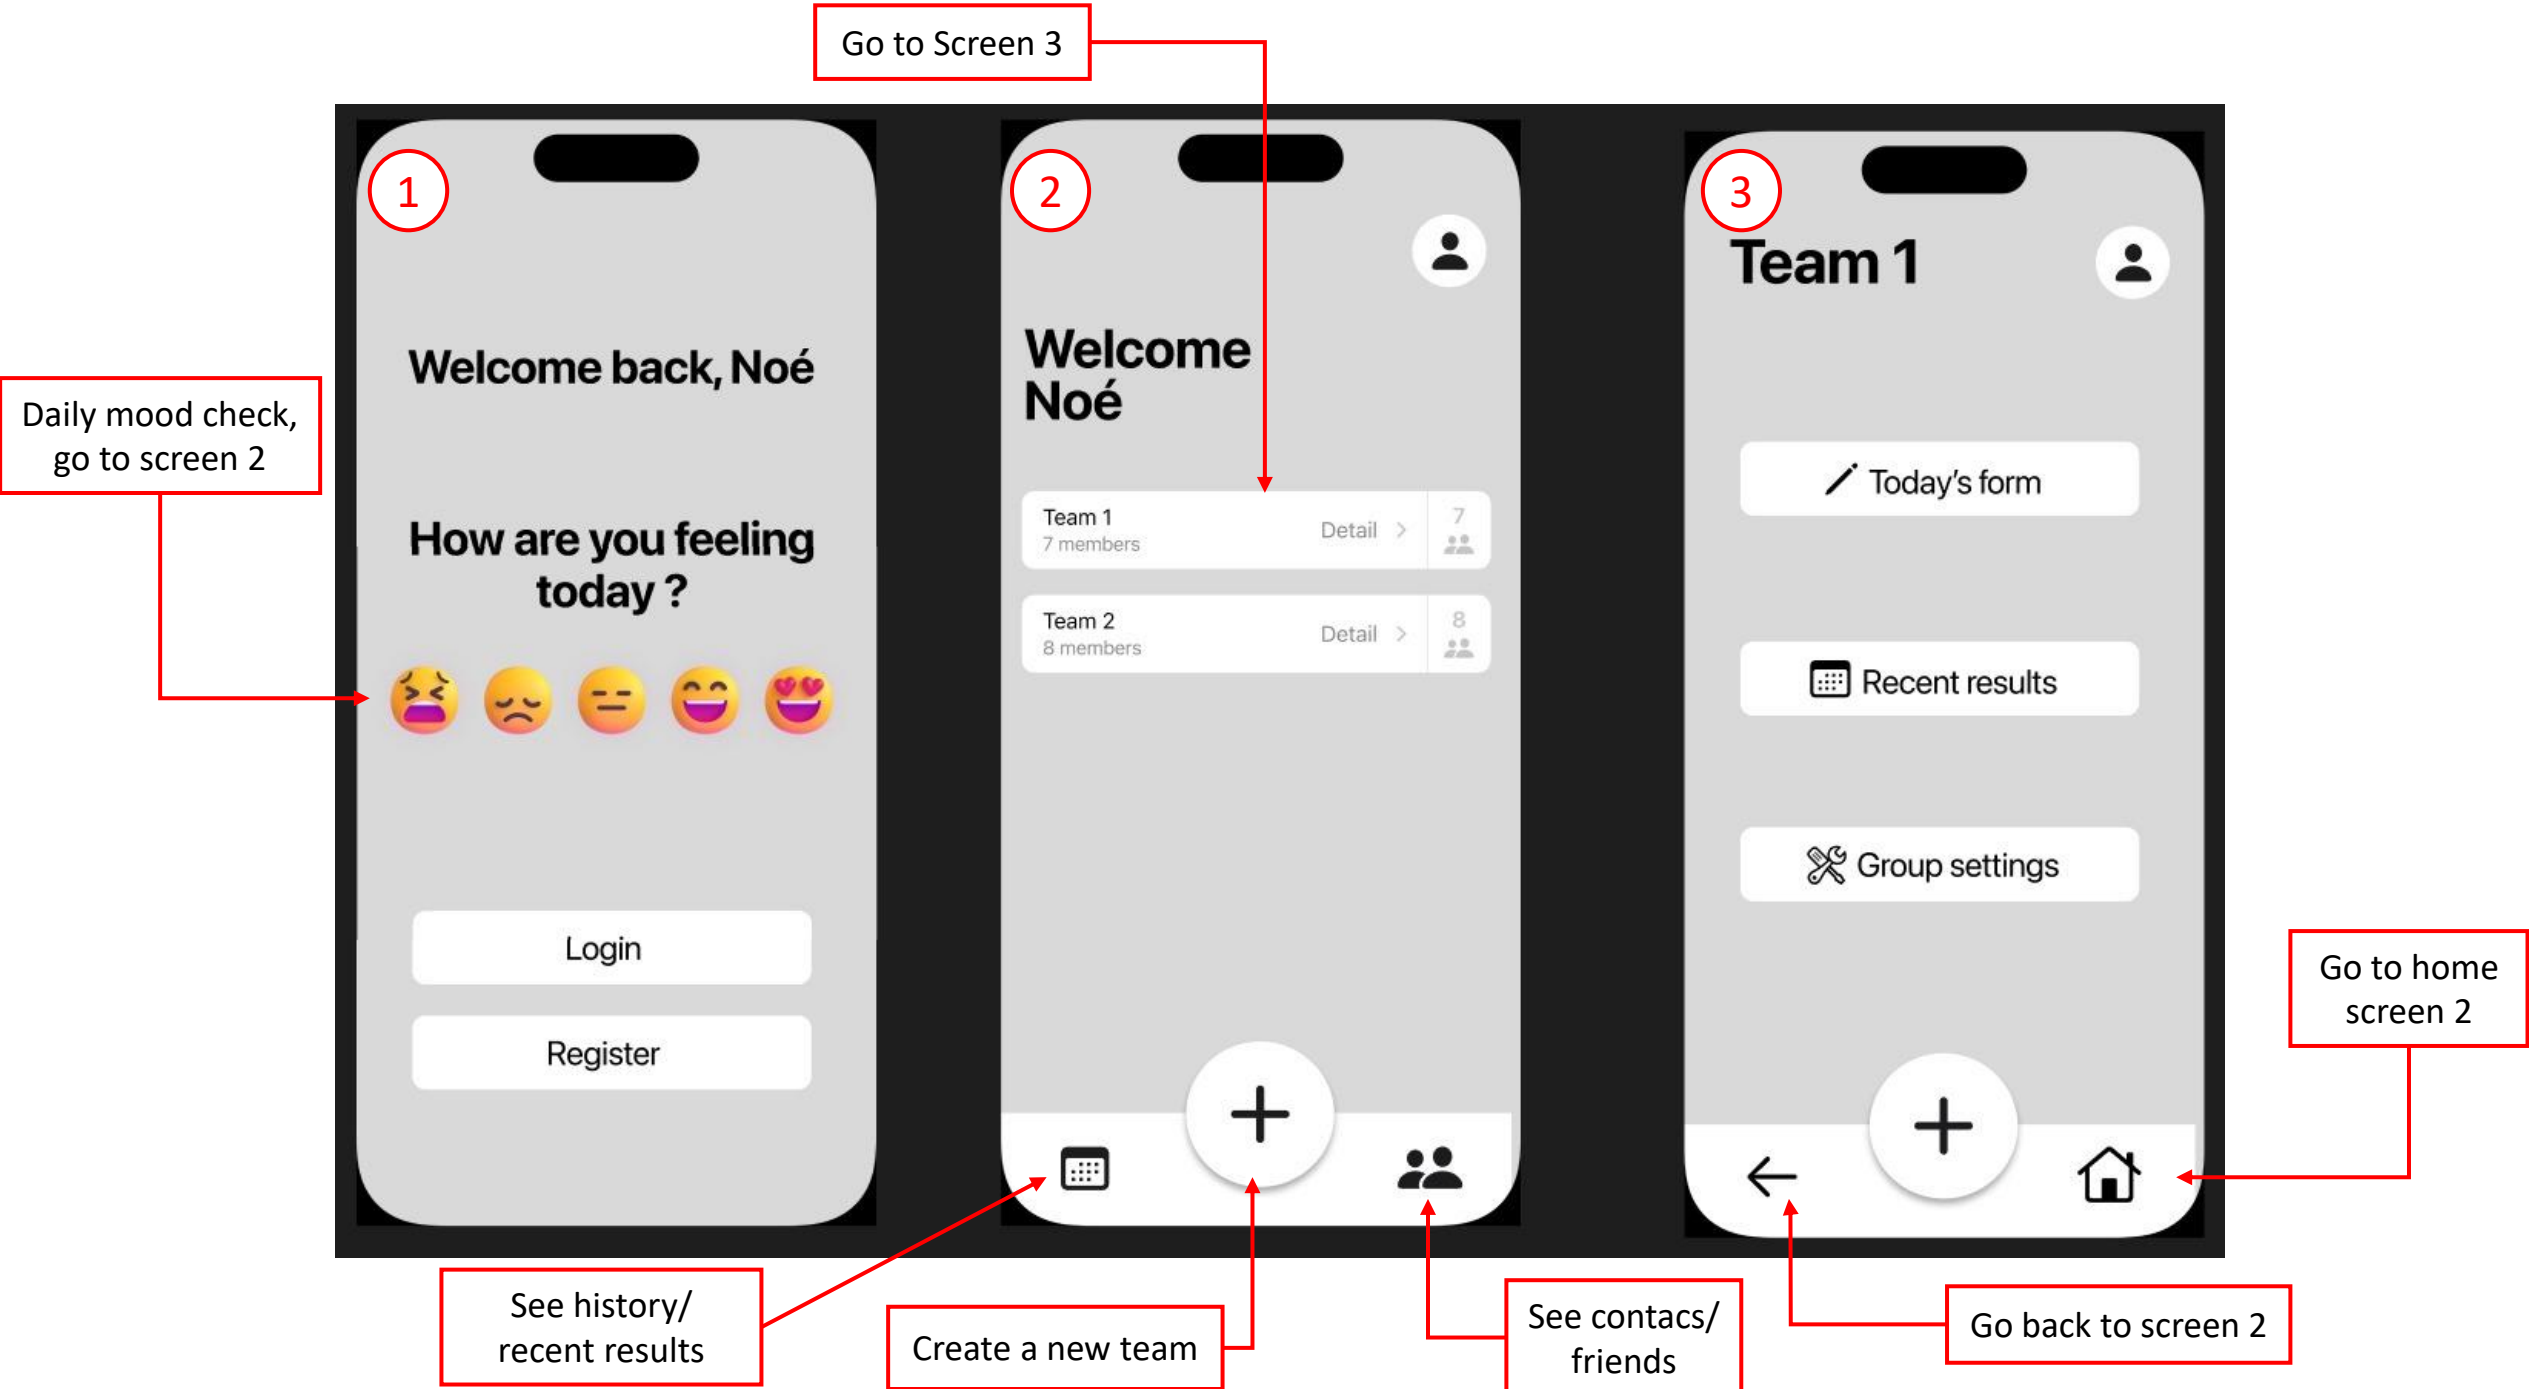 Go to Screen 3
1
Welcome back, Noé
How are you feeling
today ?
Login
Register
Daily mood check,
go to screen 2
2
Welcome
Noé
Team 1
7 members
Detail >
7
Team 2
8 members
Detail >
8
3
Team 1
Today's form
Recent results
Group settings
Go to home
screen 2
See history/
recent results
Create a new team
See contacs/
friends
Go back to screen 2